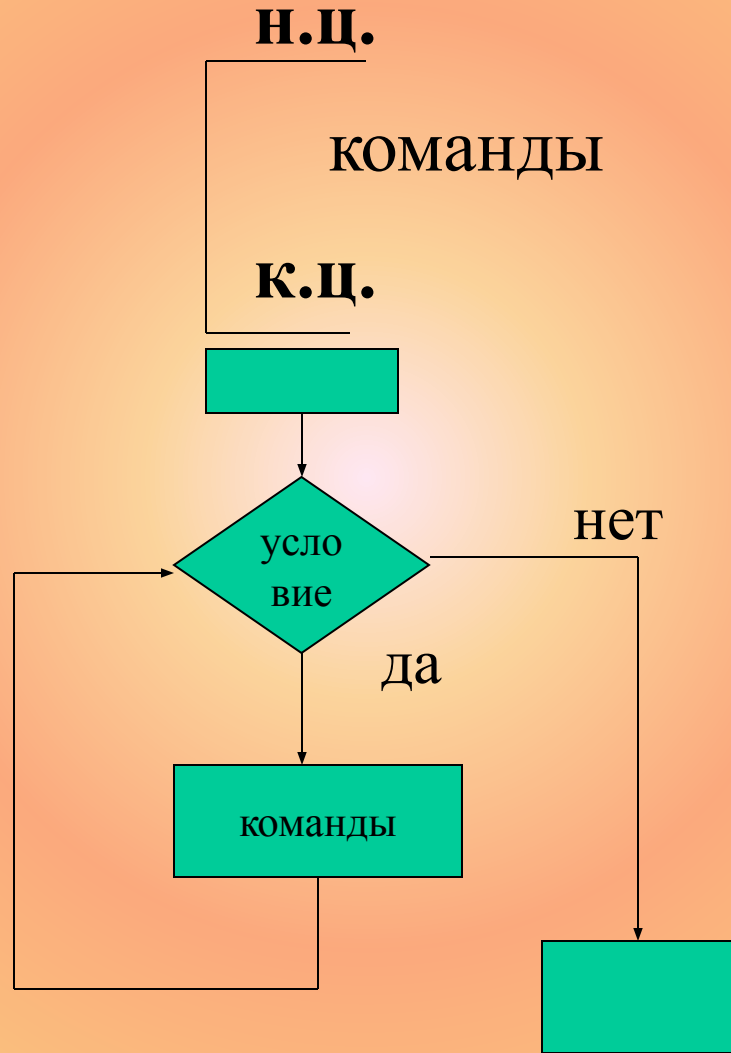 н.ц.
команды
к.ц.
усло
вие
нет
да
команды